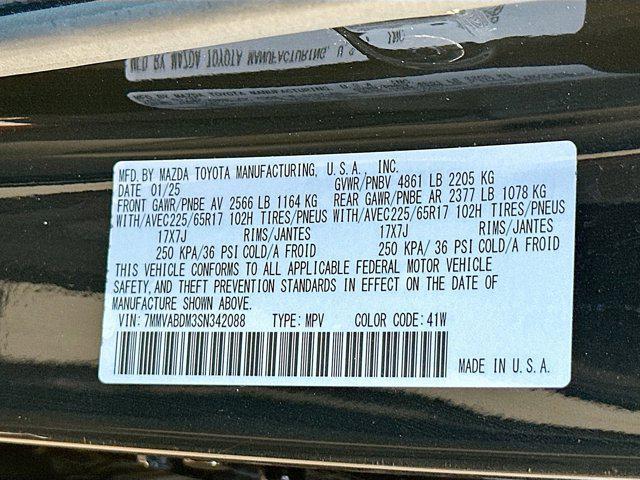 MFD. BY MAZDA TOYOTA MANUFACTURING, U.S.A., INC.
DATE 01/25 GVWR/PNBV 4861 LB 2205 KG
FRONT GAWR/PNBE AV 2566 LB 1164 KG REAR GAWR/PNBE AR 2377 LB 1078 KG
WITH/AVEC225/65R17 102H TIRES/PNEUS WITH/AVEC225/65R17 102H TIRES/PNEUS
17X7J RIMS/JANTES 17X7J RIMS/JANTES
250 KPA/36 PSI COLD/A FROID 250 KPA/ 36 PSI COLD/A FROID
THIS VEHICLE CONFORMS TO ALL APPLICABLE FEDERAL MOTOR VEHICLE
SAFETY, AND THEFT PREVENTION STANDARDS IN EFFECT ON THE DATE OF
MANUFACTURE SHOWN ABOVE.
VIN: 7MMVABDM3SN342088 TYPE: MPV COLOR CODE: 41W
MADE IN U.S.A.